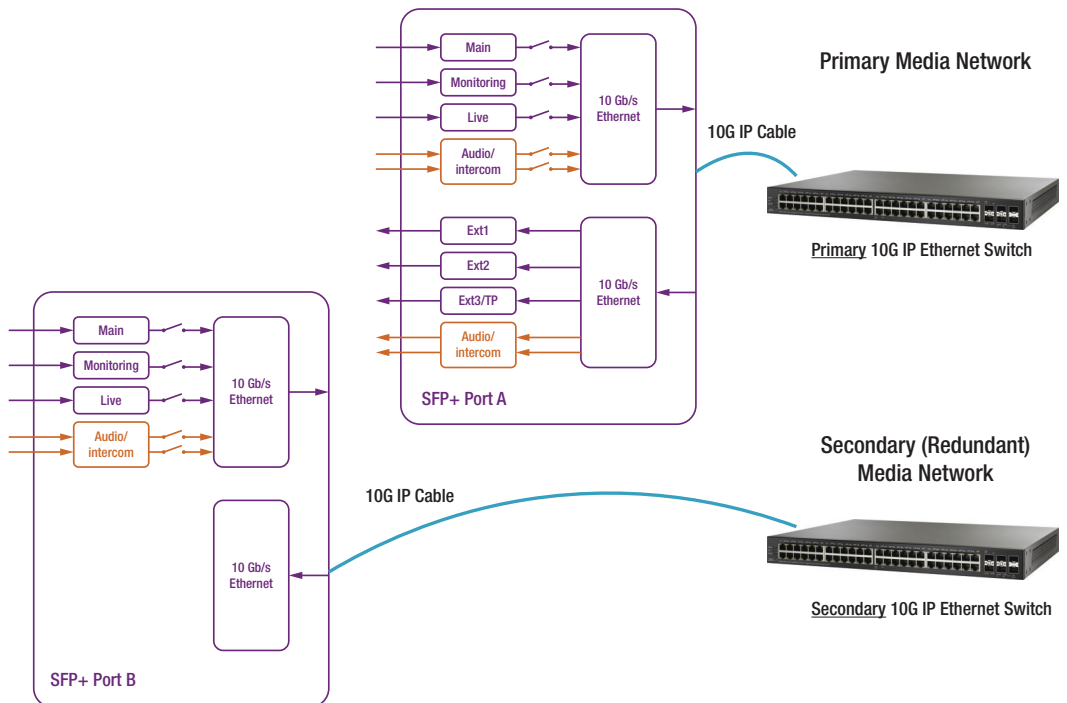 Main
Monitoring
Live
Audio/
intercom
10 Gb/s
Ethernet
Ext1
Ext2
Ext3/TP
Audio/
intercom
10 Gb/s
Ethernet
SFP+ Port A
Primary Media Network
10G IP Cable
Primary 10G IP Ethernet Switch
Main
Monitoring
Live
Audio/
intercom
10 Gb/s
Ethernet
10 Gb/s
Ethernet
SFP+ Port B
10G IP Cable
Secondary (Redundant)
Media Network
Secondary 10G IP Ethernet Switch